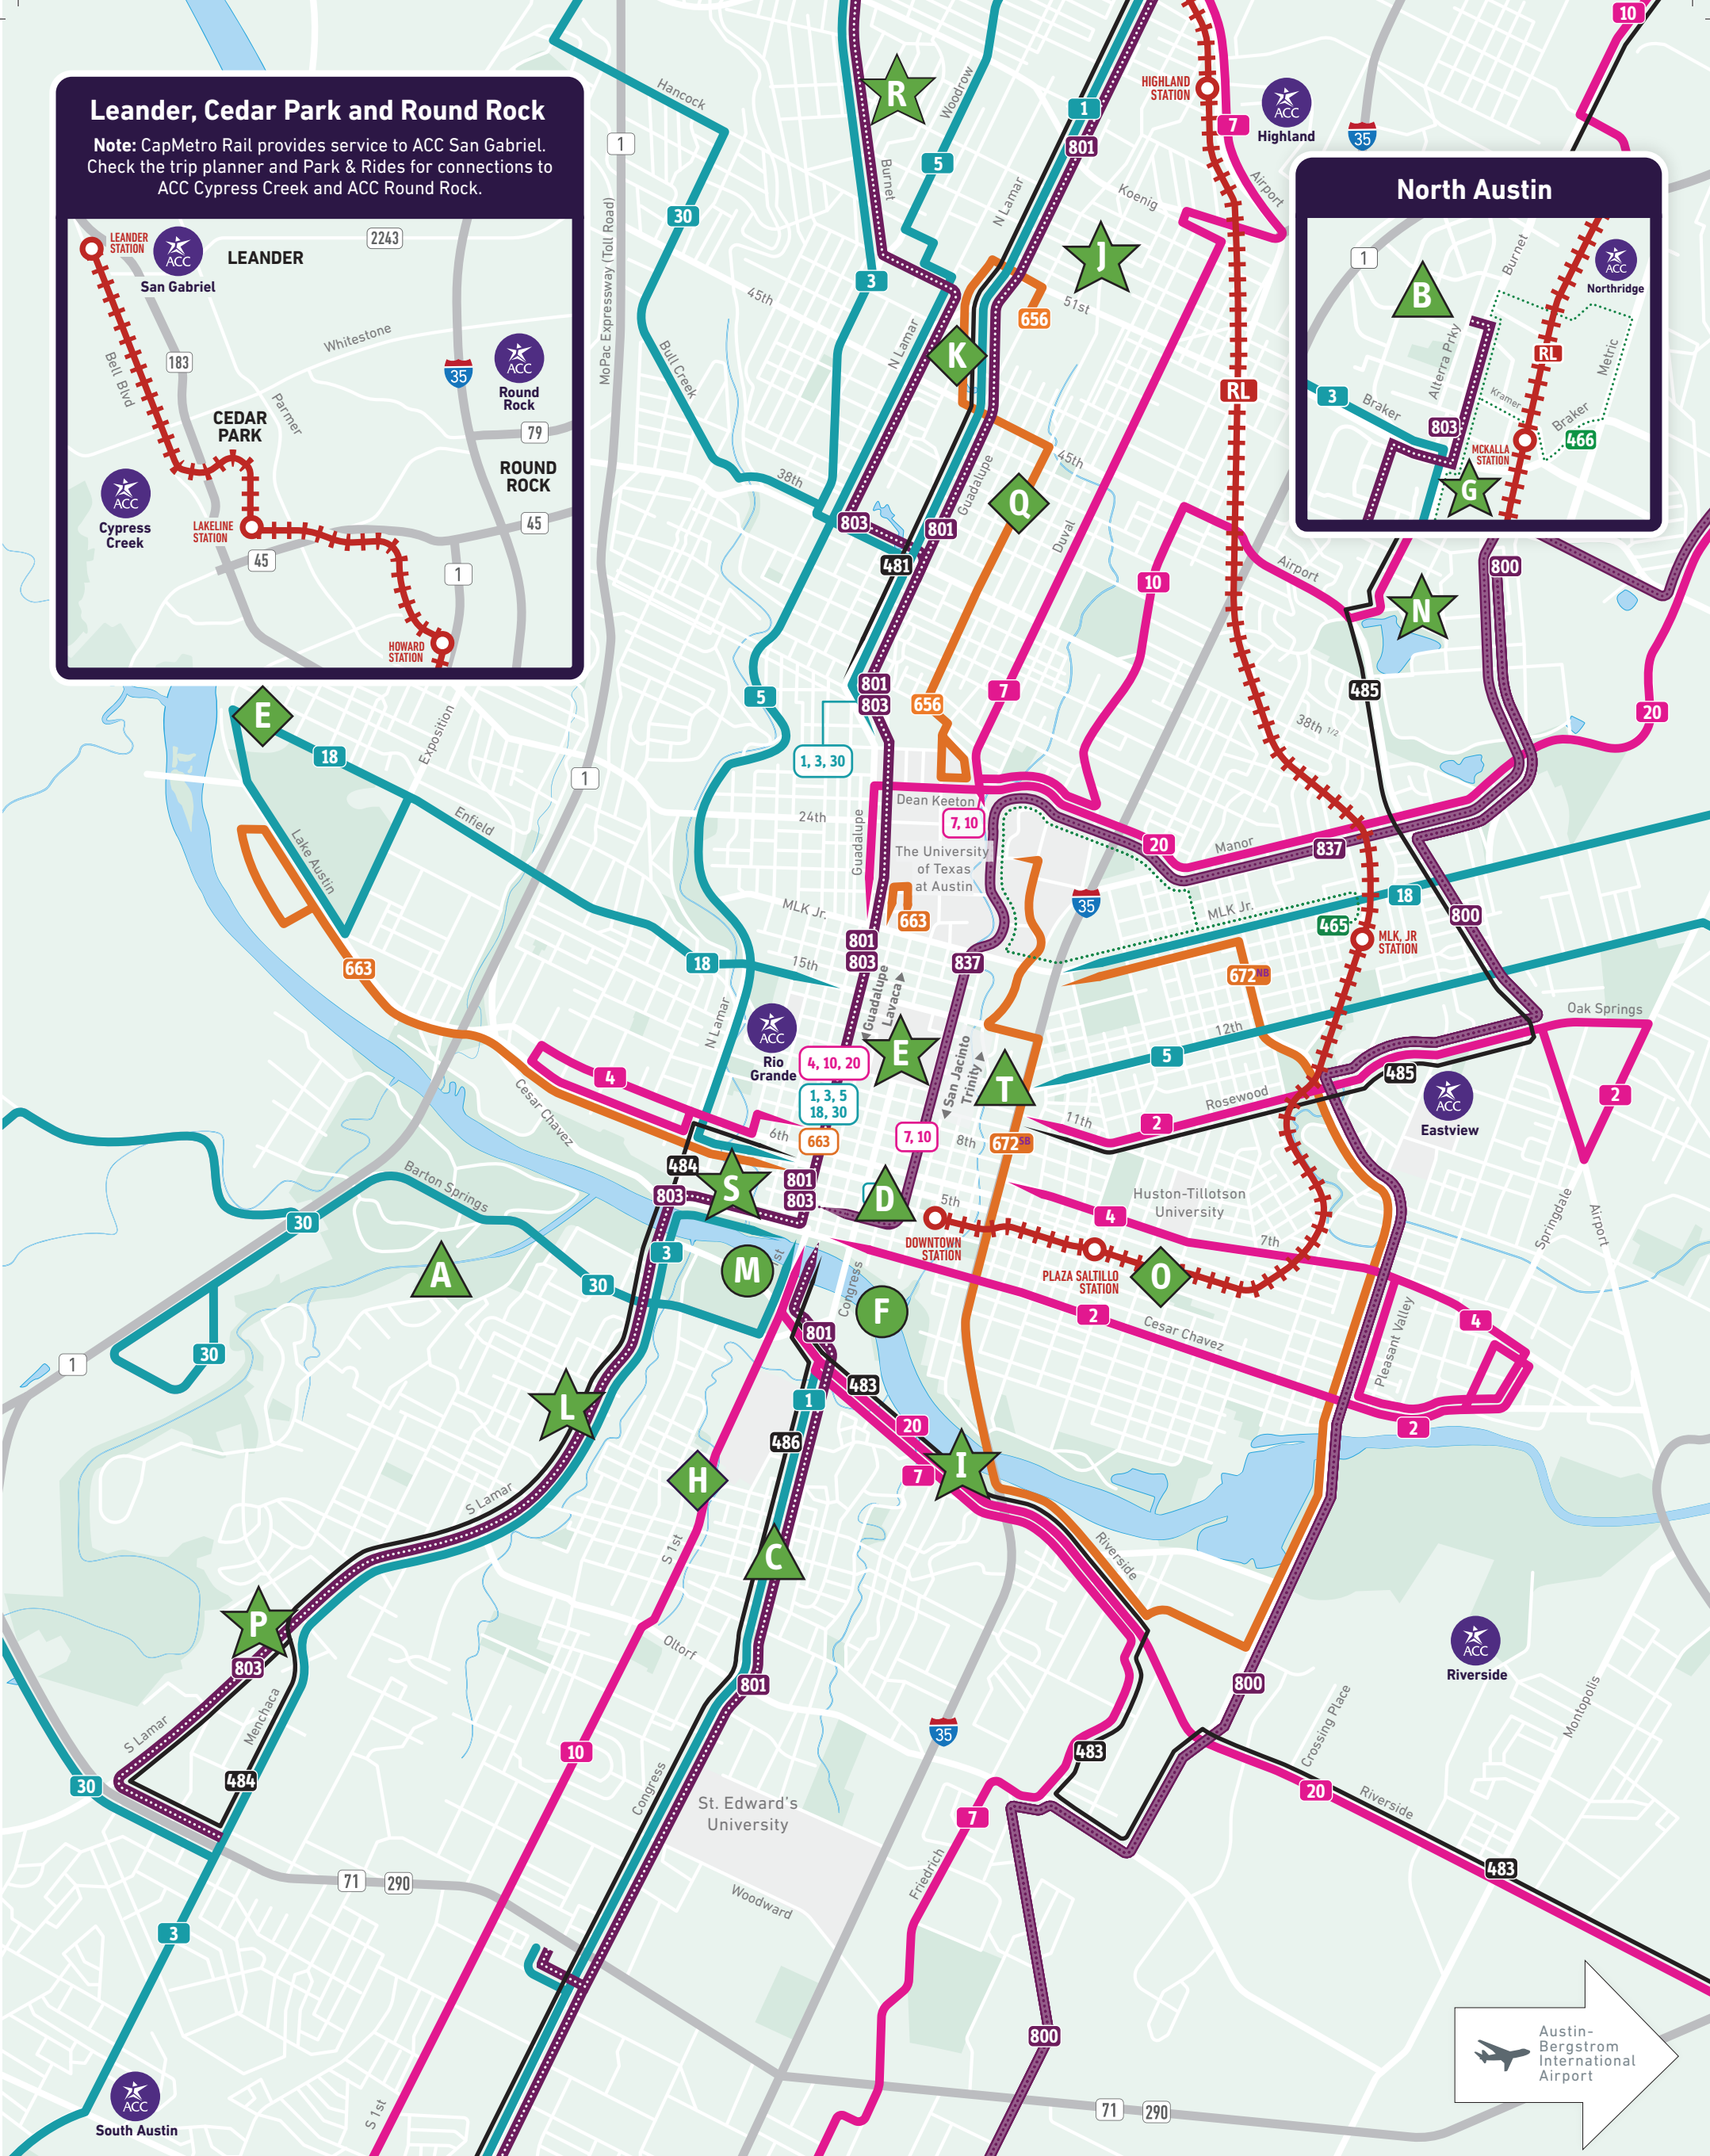 10
Hancock
Woodrow
HIGHLAND
STATION
ACC
Highland
1
801
7
35
R
Leander, Cedar Park and Round Rock
Note: CapMetro Rail provides service to ACC San Gabriel.
Check the trip planner and Park & Rides for connections to
ACC Cypress Creek and ACC Round Rock.
LEANDER
STATION
ACC
San Gabriel
LEANDER
2243
Bell Blvd
183
Whitestone
35
ACC
Round
Rock
Parmer
CEDAR
PARK
79
ROUND
ROCK
ACC
Cypress
Creek
LAKELINE
STATION
45
45
1
HOWARD
STATION
1
MoPac Expressway (Toll Road)
30
Burnet
5
N Lamar
Koenig
Airport
3
J
45th
51st
656
N Lamar
Bull Creek
K
RL
North Austin
1
B
Burnet
ACC
Northridge
Alterra Prky
RL
Metric
3
Braker
Kramer
Braker
803
MCKALLA
STATION
466
G
38th
45th
Guadalupe
Q
803
801
481
Duval
10
Airport
800
N
485
20
801
803
656
7
5
38th 1/2
1, 3, 30
E
18
Exposition
1
Dean Keeton
24th
Guadalupe
7, 10
Enfield
Lake Austin
The University
of Texas
at Austin
20
Manor
837
35
MLK Jr.
663
MLK Jr.
18
465
800
MLK, JR
STATION
801
803
837
663
18
15th
672NB
Guadalupe
Lavaca
N Lamar
12th
Oak Springs
ACC
Rio
Grande
4, 10, 20
E
San Jacinto
Trinity
T
5
485
4
1, 3, 5
18, 30
Rosewood
ACC
Eastview
2
Cesar Chavez
6th
663
7, 10
8th
672SB
11th
2
484
801
803
S
D
5th
Huston-Tillotson
University
Barton Springs
803
30
4
Springdale
Airport
DOWNTOWN
STATION
7th
3
PLAZA SALTILLO
STATION
O
A
M
1st
Congress
F
30
2
Cesar Chavez
4
Pleasant Valley
1
30
801
483
L
1
20
2
486
7
I
H
S Lamar
S 1st
C
Riverside
P
803
Oltorf
ACC
Riverside
801
800
Menchaca
S Lamar
Crossing Place
Montopolis
10
35
483
30
484
Congress
20
Riverside
St. Edward's
University
7
Friedrich
71
290
Woodward
483
3
800
Austin-
Bergstrom
International
Airport
ACC
South Austin
S 1st
71
290